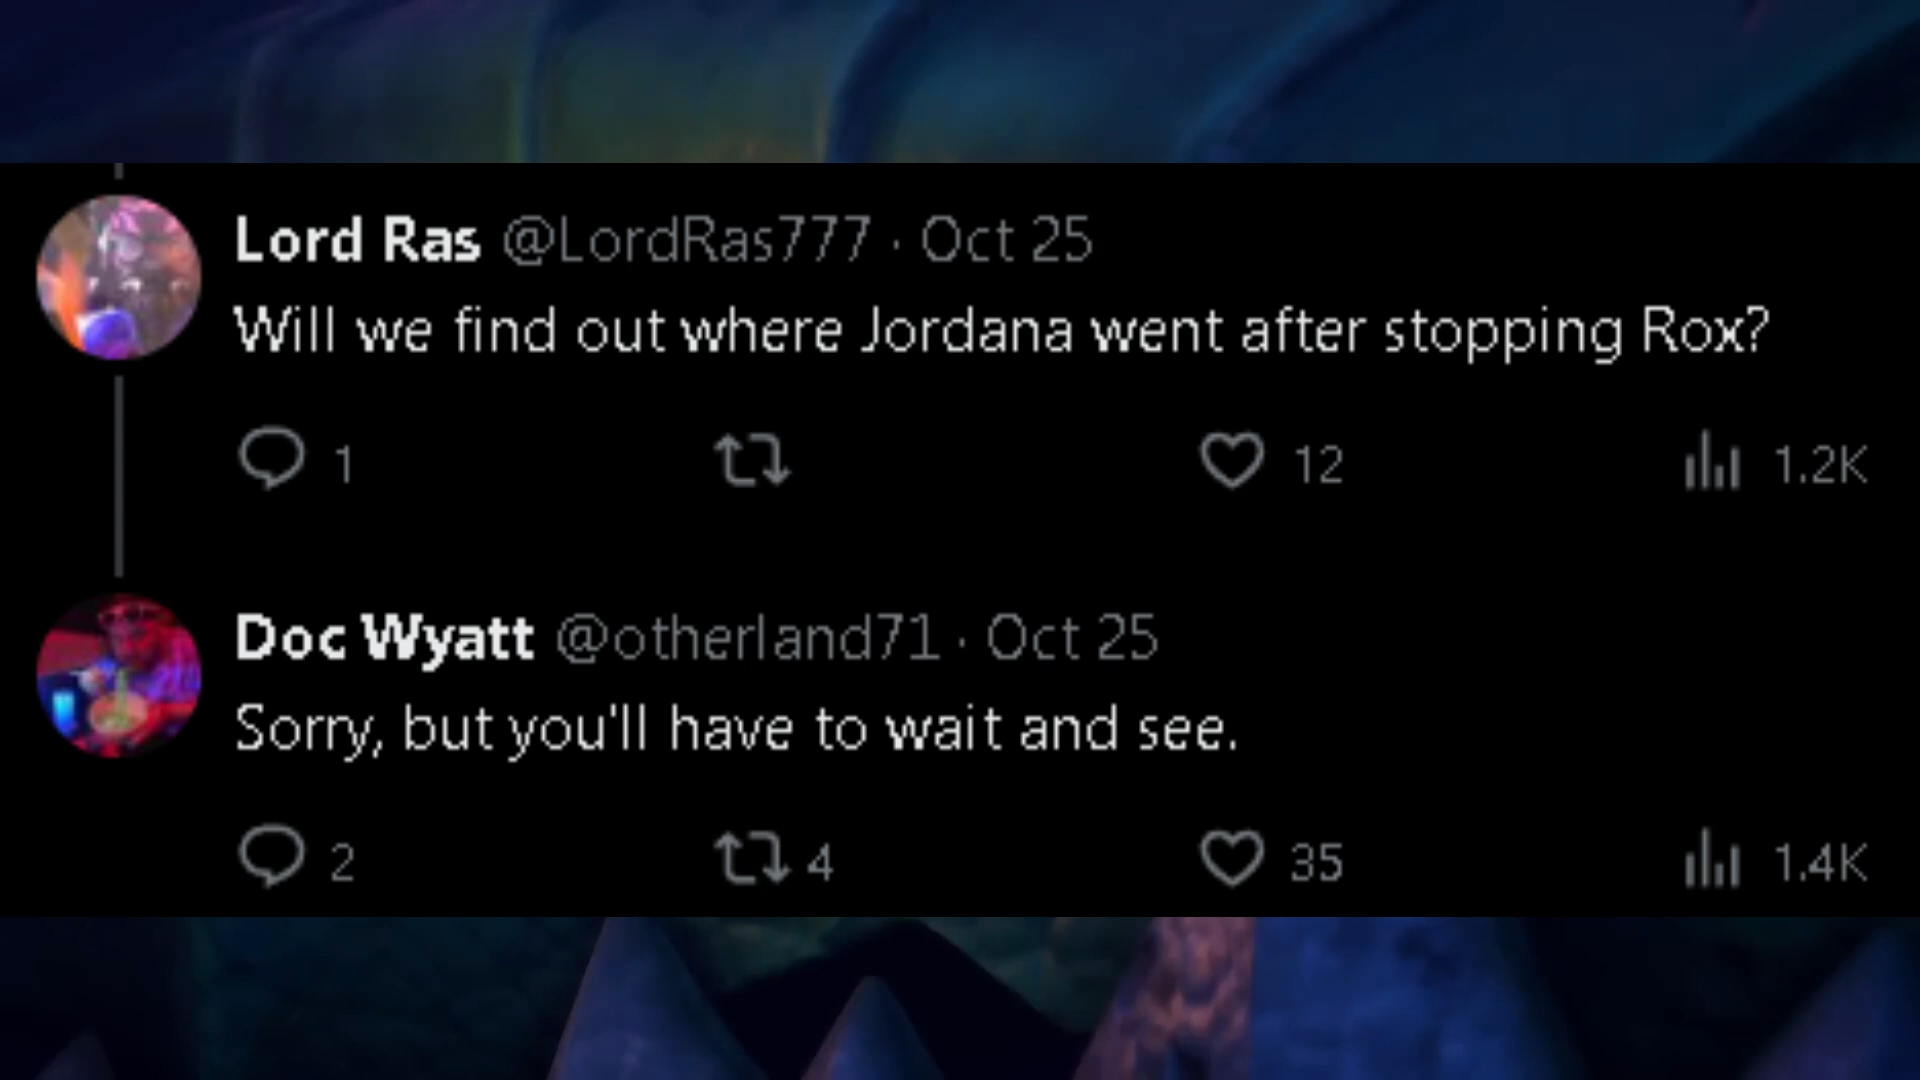 Lord Ras @LordRas777 · Oct 25
Will we find out where Jordana went after stopping Rox?
1 12 1.2K
Doc Wyatt @otherland71 · Oct 25
Sorry, but you'll have to wait and see.
2 4 35 1.4K